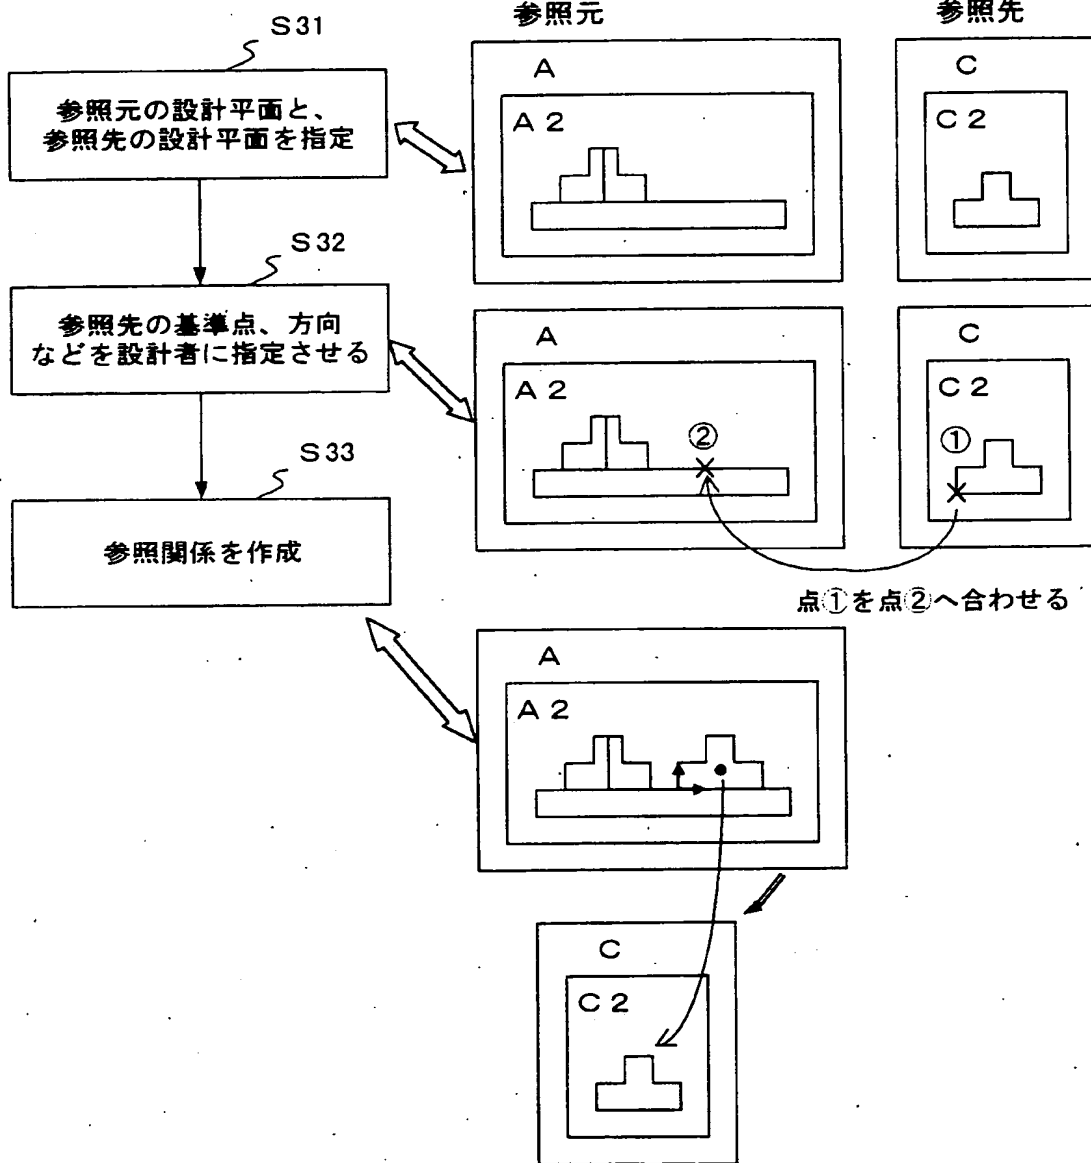 参照元
参照先
S31
参照元の設計平面と、
参照先の設計平面を指定
A
A2
C
C2
S32
参照先の基準点、方向
などを設計者に指定させる
A
A2
②
C
C2
①
点①を点②へ合わせる
S33
参照関係を作成
A
A2
C
C2